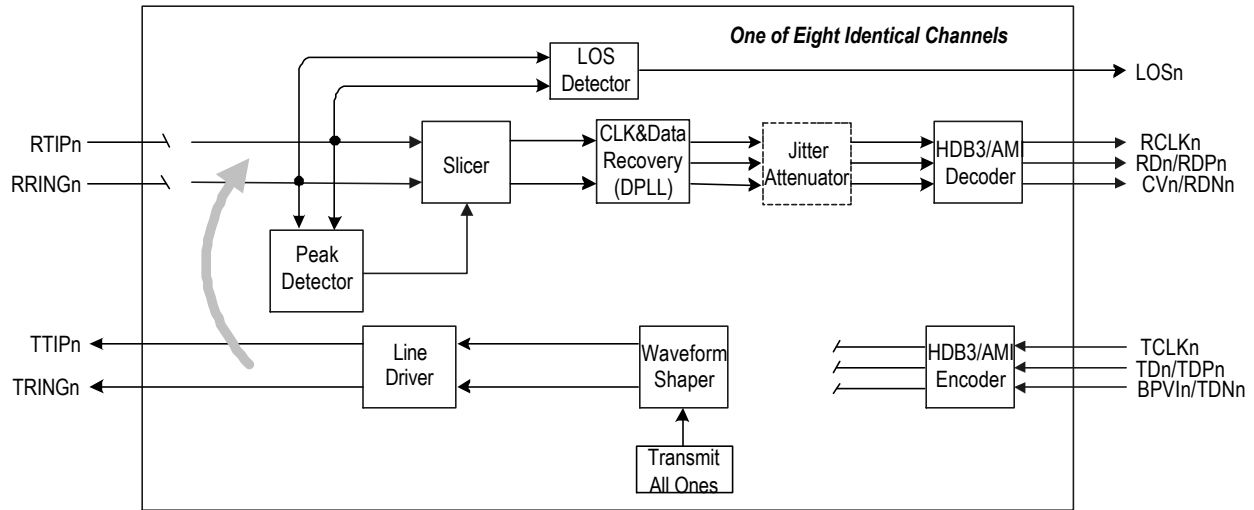 One of Eight Identical Channels
LOS
Detector
LOSn
RTIPn
RRINGn
Slicer
CLK&Data
Recovery
(DPLL)
Jitter
Attenuator
HDB3/AMI
Decoder
RCLKn
RDn/RDPn
CVn/RDNn
Peak
Detector
TTIPn
TRINGn
Line
Driver
Waveform
Shaper
HDB3/AMI
Encoder
TCLKn
TDn/TDPn
BPVIn/TDNn
Transmit
All Ones